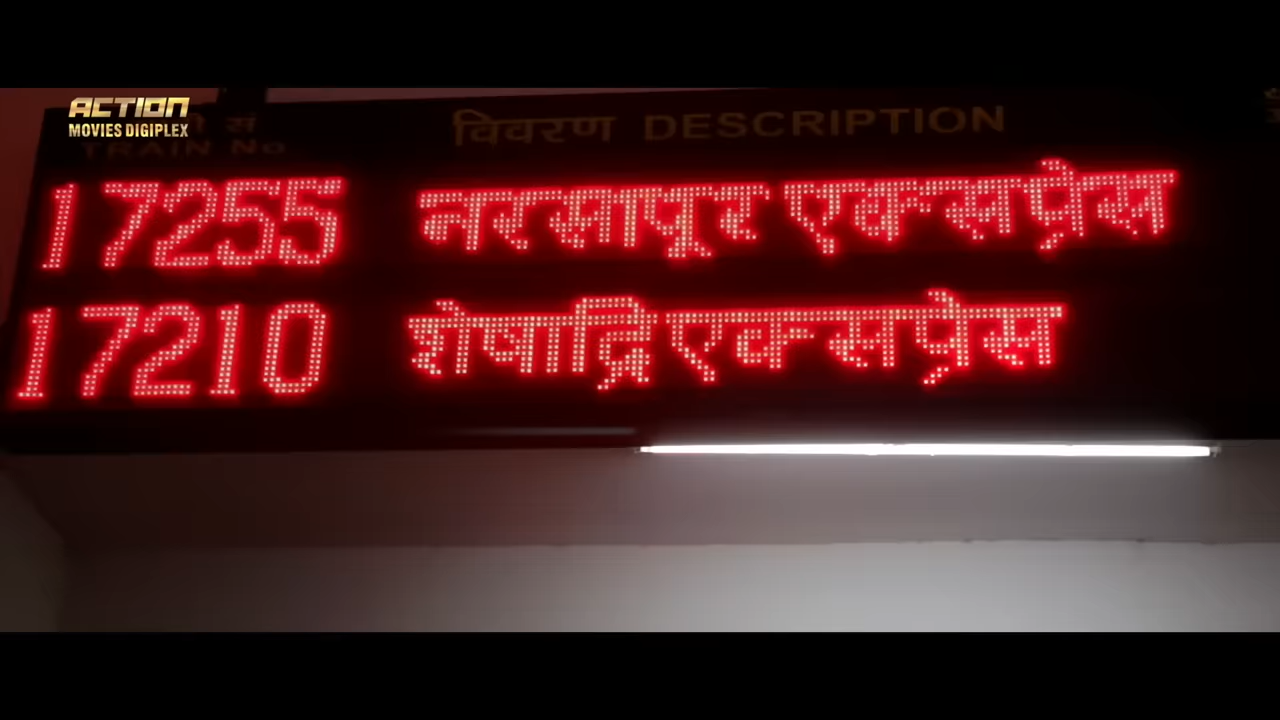 ACTION
MOVIES DIGIPLEX
सं
विवरण DESCRIPTION
TRAIN No
17255 नरसापूर एक्सप्रेस
17210 शेषाद्रि एक्सप्रेस